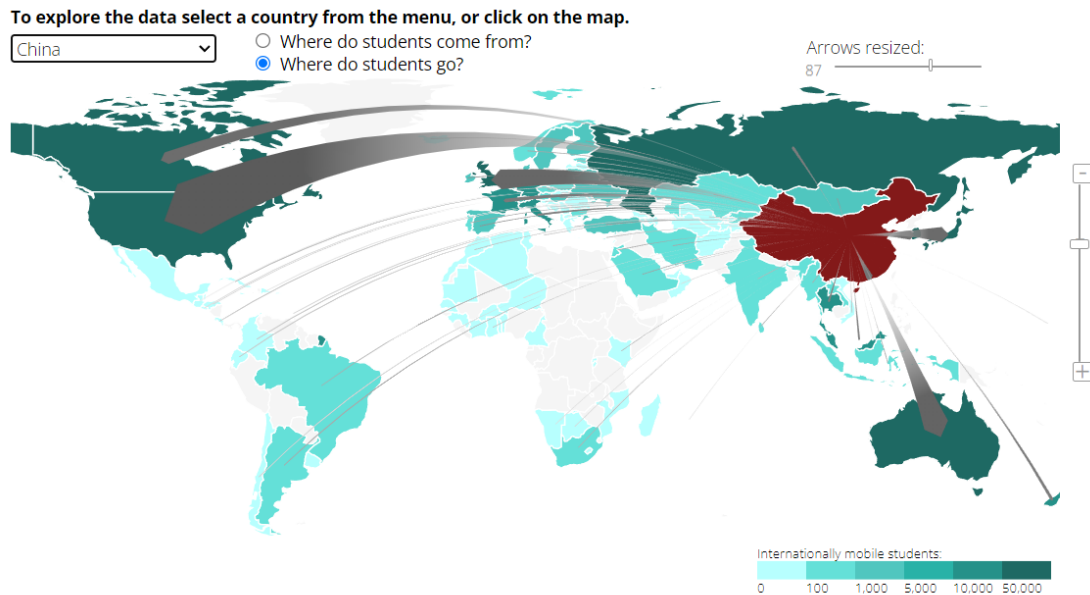 To explore the data select a country from the menu, or click on the map.
China
Where do students come from?
Where do students go?
Arrows resized:
87
-
+
Internationally mobile students:
0 100 1,000 5,000 10,000 50,000